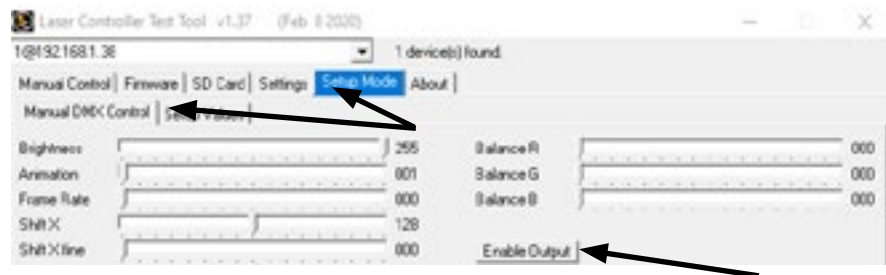 Laser Controller Test Tool v1.37 (Feb 8 2020)
1@192.168.1.38 1 device(s) found.
Manual Control Firmware SD Card Settings Setup Mode About
Manual DMX Control Values
Brightness 255 Balance R 000
Animation 001 Balance G 000
Frame Rate 000 Balance B 000
Shift X 128
Shift X fine 000 Enable Output